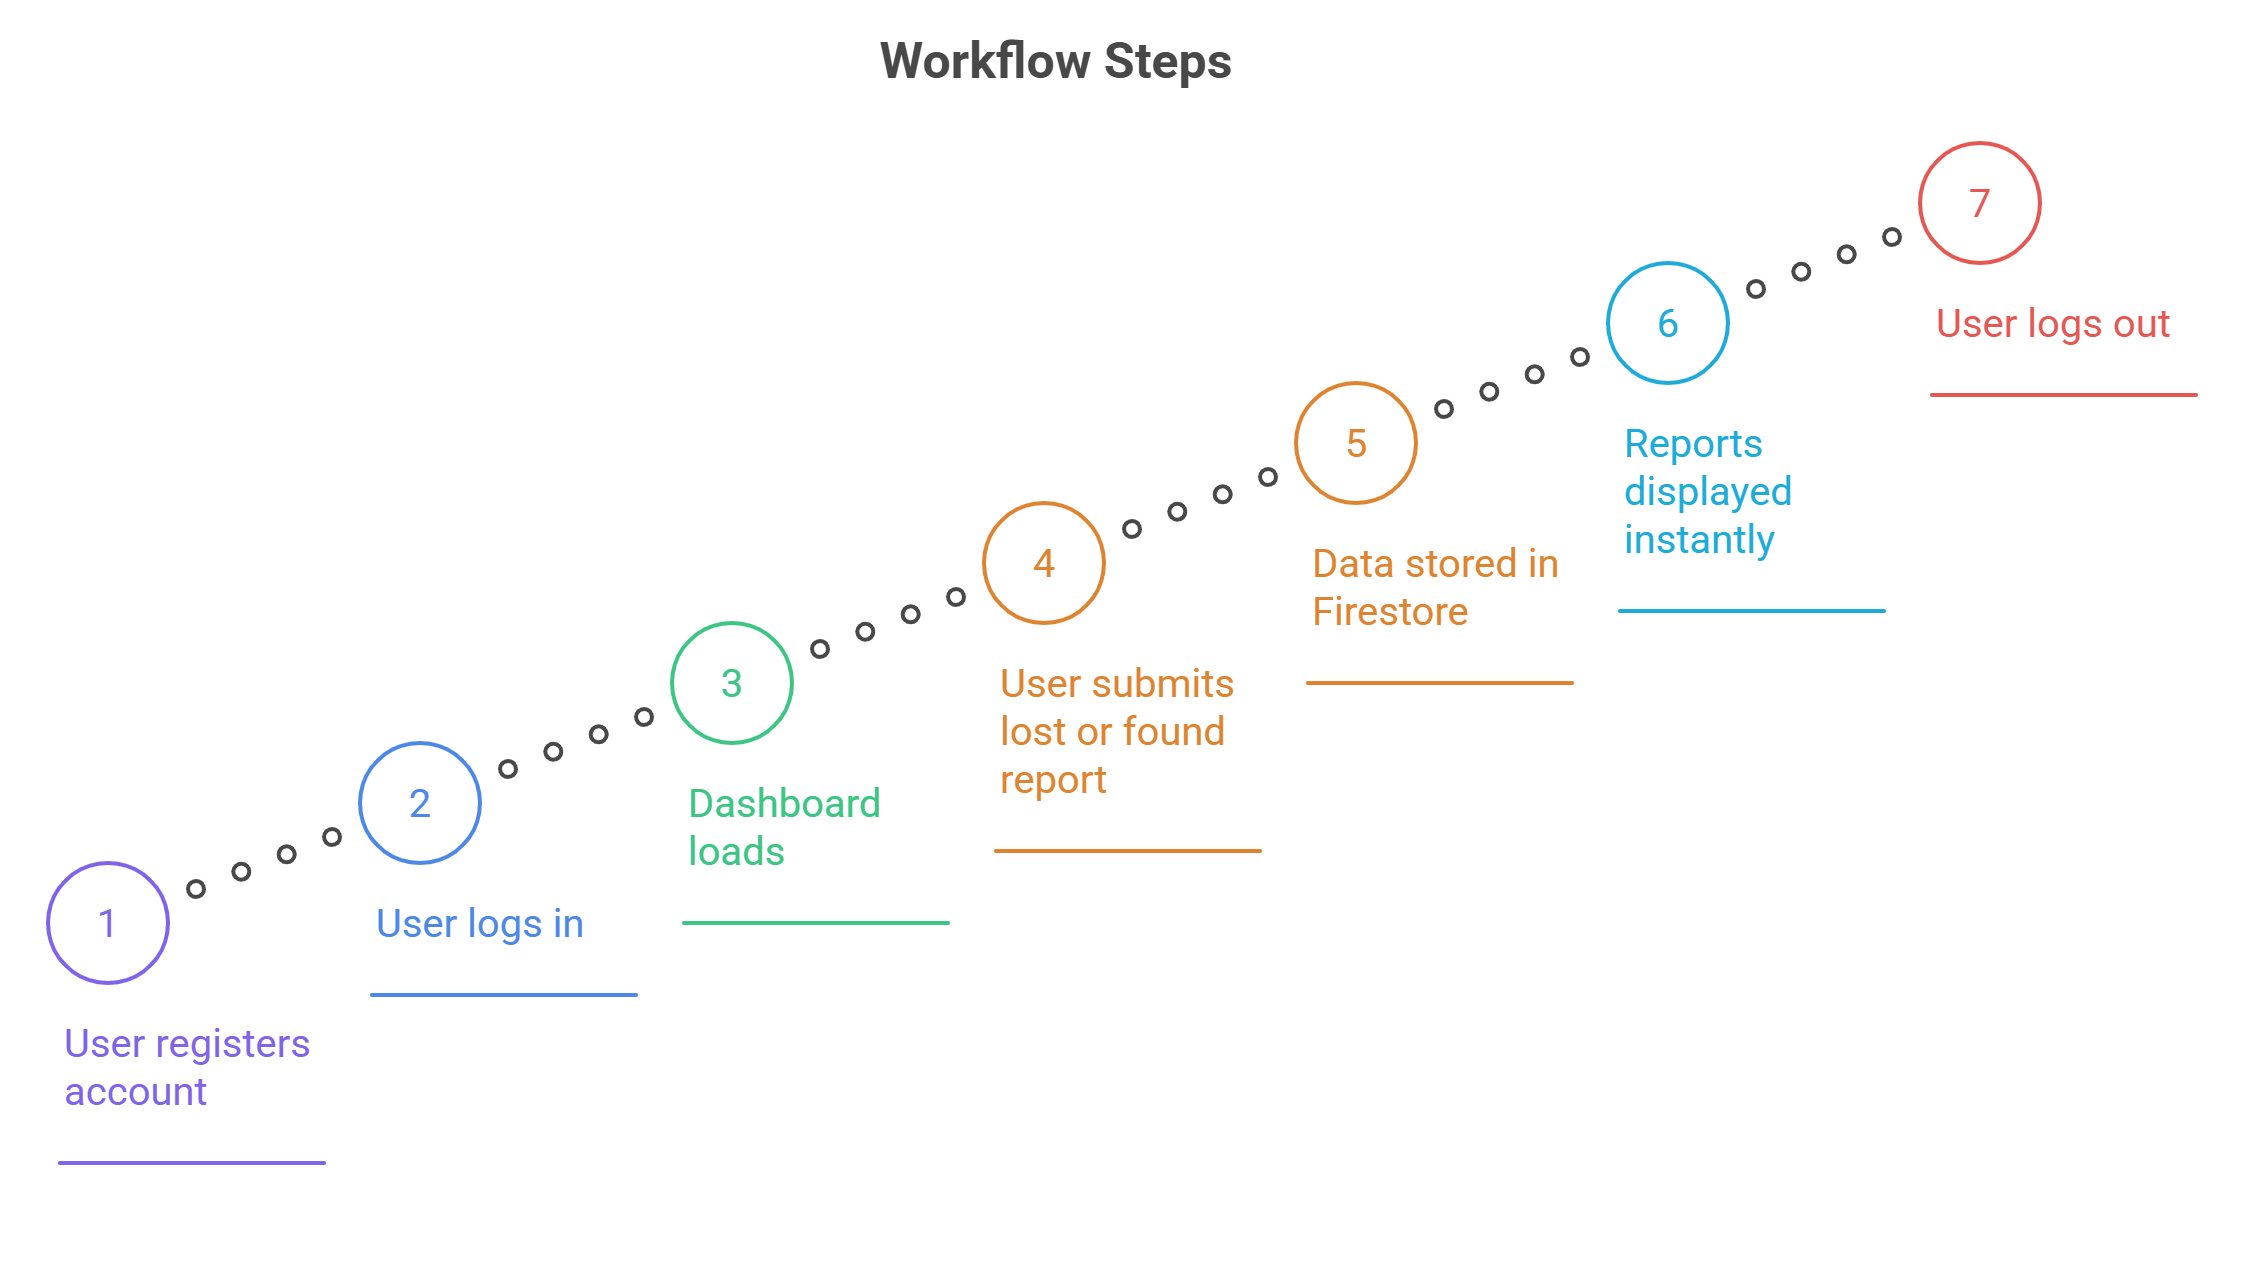 Workflow Steps
1
User registers
account
2
User logs in
3
Dashboard
loads
4
User submits
lost or found
report
5
Data stored in
Firestore
6
Reports
displayed
instantly
7
User logs out